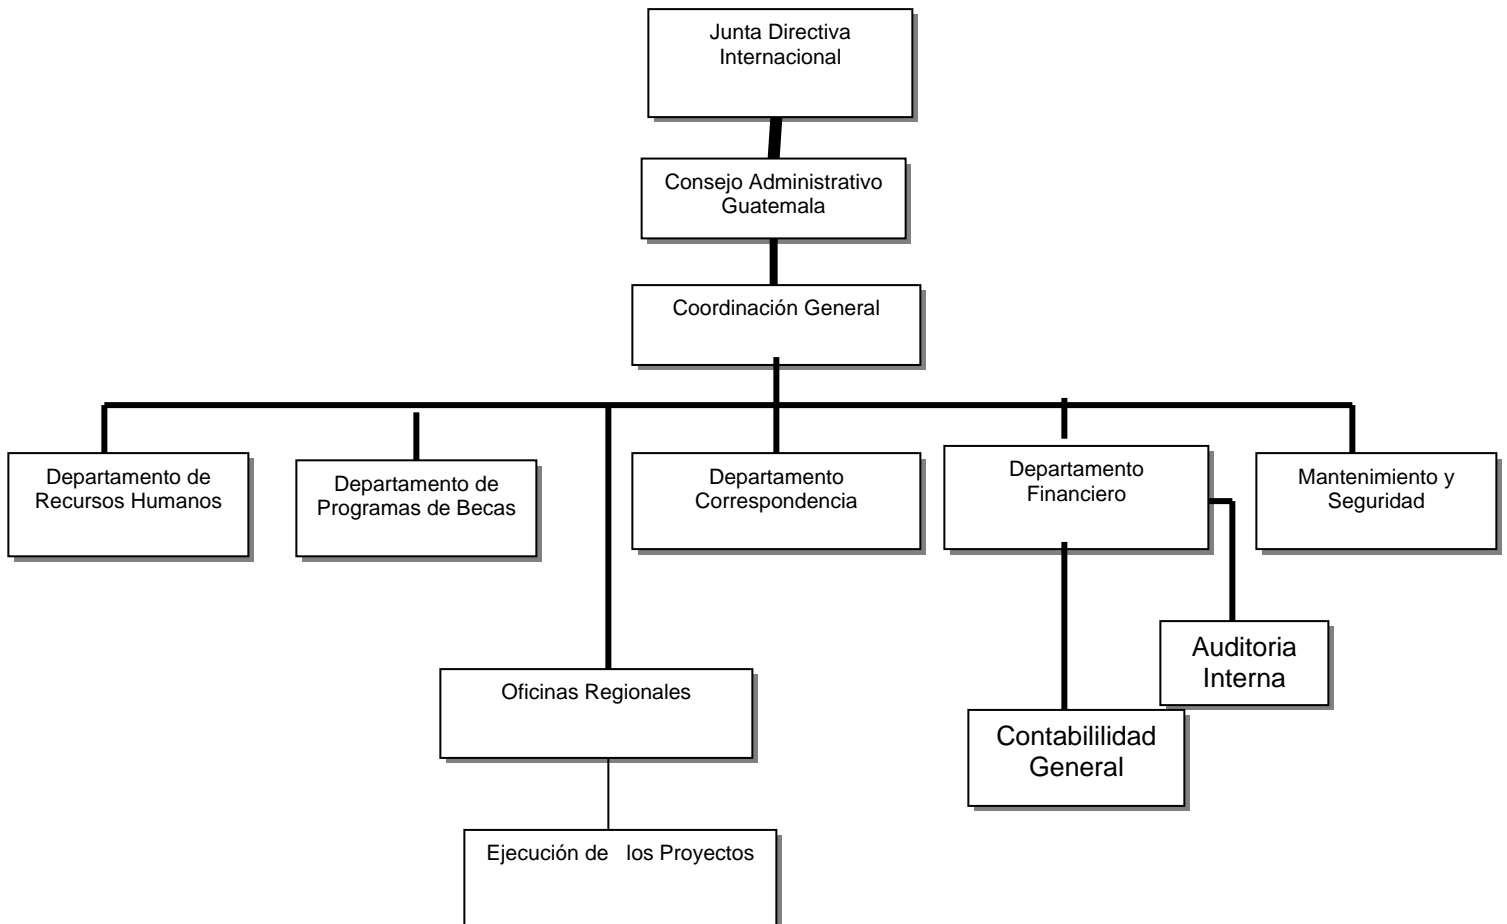 Junta Directiva
Internacional
Consejo Administrativo
Guatemala
Coordinación General
Departamento de
Recursos Humanos
Departamento de
Programas de Becas
Departamento
Correspondencia
Departamento
Financiero
Mantenimiento y
Seguridad
Auditoria
Interna
Oficinas Regionales
Contabililidad
General
Ejecución de   los Proyectos